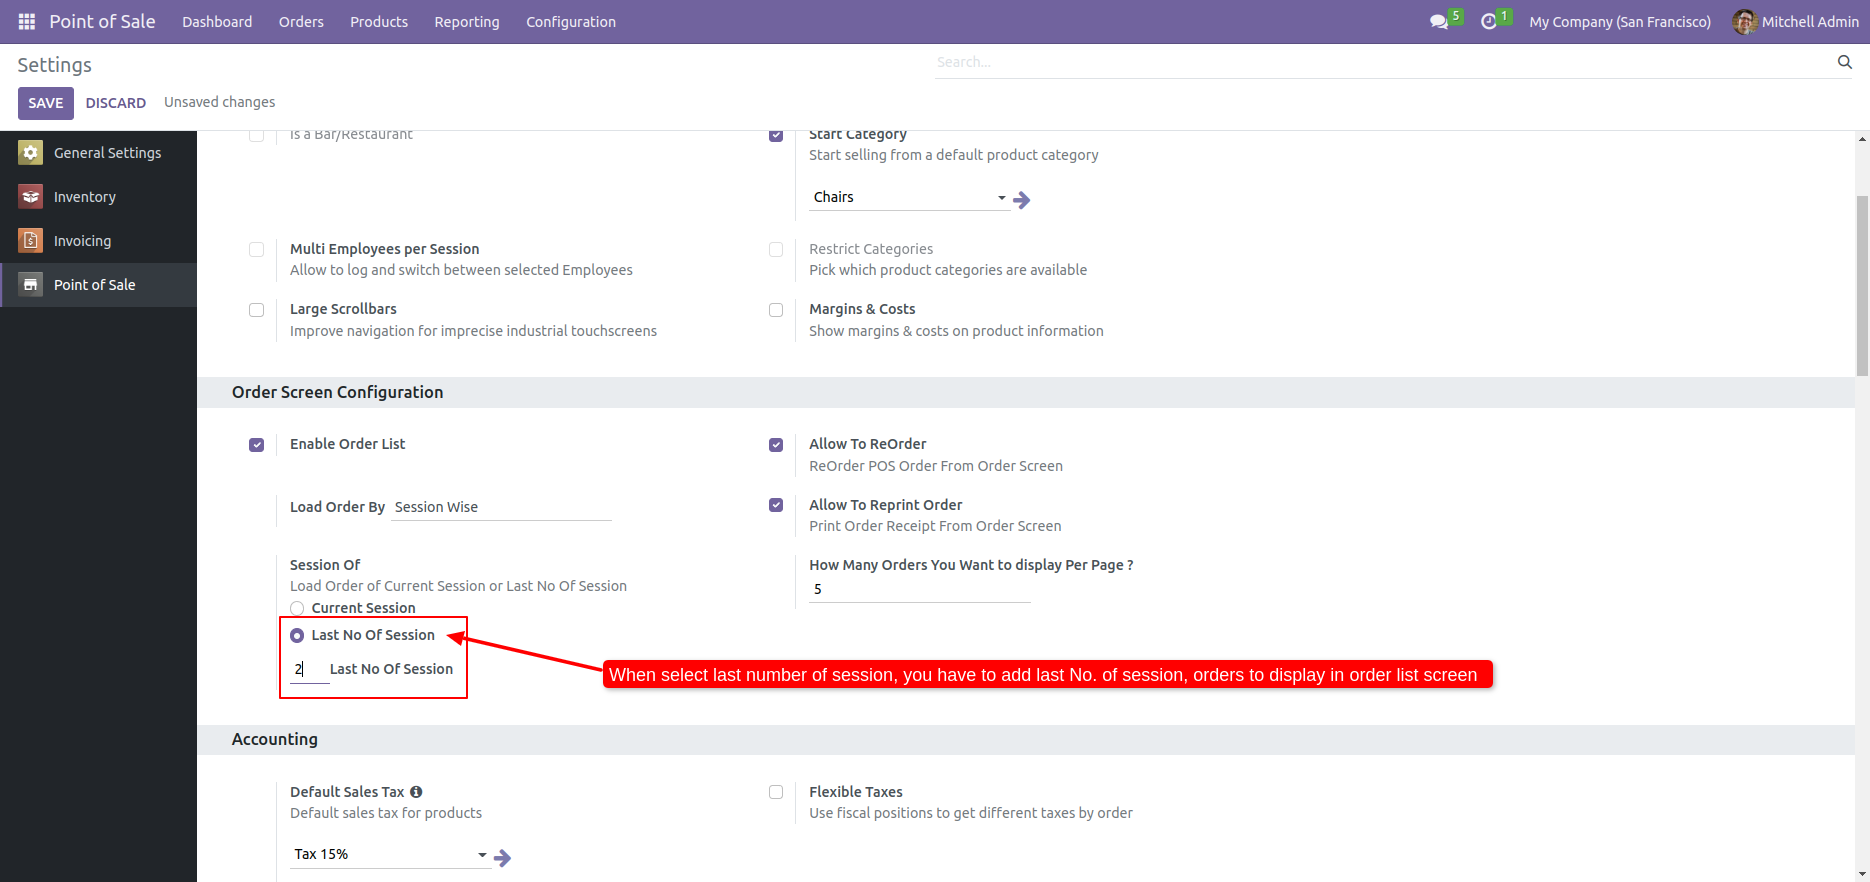 Point of Sale Dashboard Orders Products Reporting Configuration 5 1 My Company (San Francisco) Mitchell Admin
Settings Search...
SAVE DISCARD Unsaved changes
General Settings
Inventory
Invoicing
Point of Sale
Is a Bar/Restaurant Start Category
Start selling from a default product category
Chairs
Multi Employees per Session Restrict Categories
Allow to log and switch between selected Employees Pick which product categories are available
Large Scrollbars Margins & Costs
Improve navigation for imprecise industrial touchscreens Show margins & costs on product information
Order Screen Configuration
Enable Order List Allow To ReOrder
ReOrder POS Order From Order Screen
Load Order By Session Wise Allow To Reprint Order
Print Order Receipt From Order Screen
Session Of How Many Orders You Want to display Per Page ?
Load Order of Current Session or Last No Of Session 5
Current Session
Last No Of Session
2 Last No Of Session
When select last number of session, you have to add last No. of session, orders to display in order list screen
Accounting
Default Sales Tax Flexible Taxes
Default sales tax for products Use fiscal positions to get different taxes by order
Tax 15%